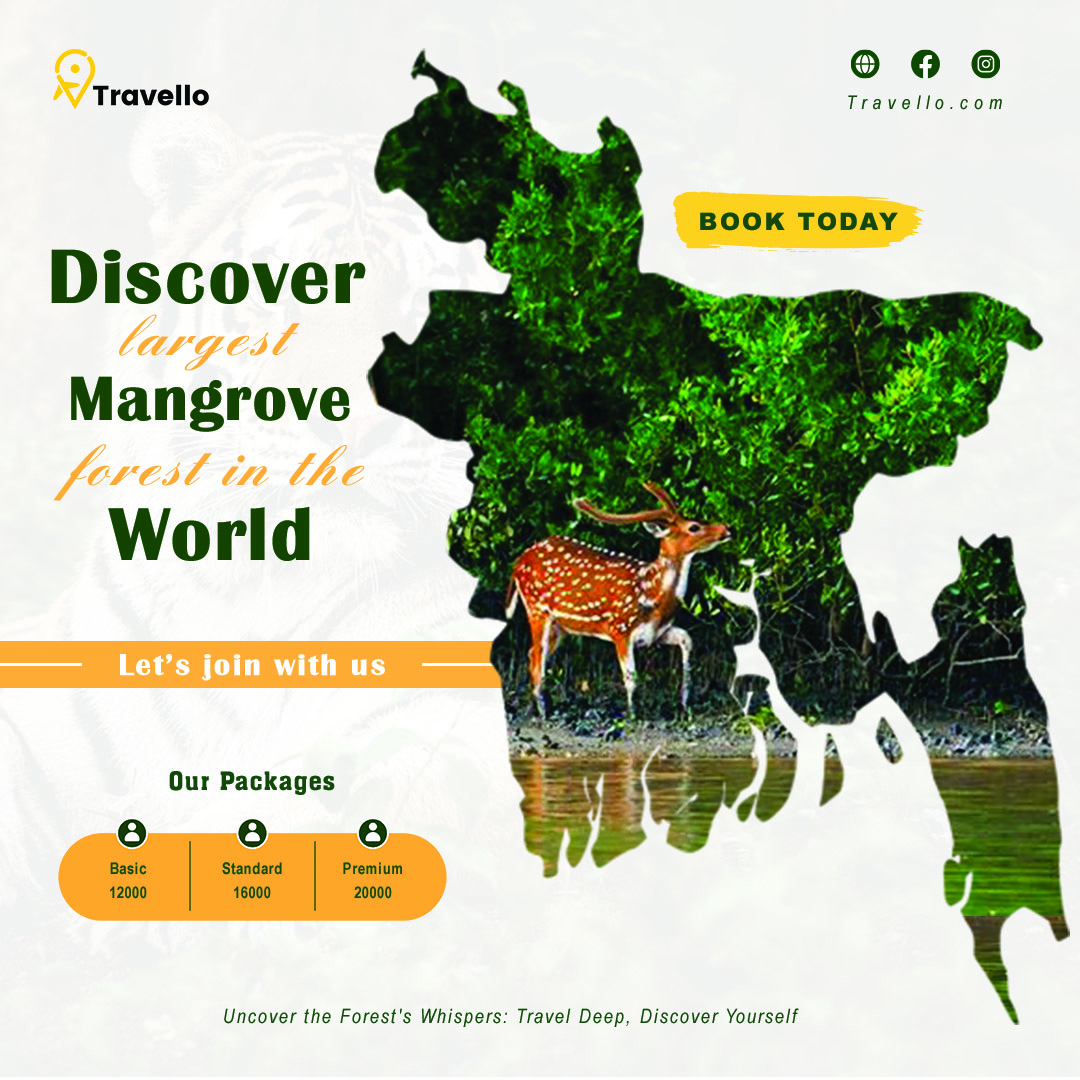 Travello
Travello.com
BOOK TODAY
Discover
largest
Mangrove
forest in the
World
Let's join with us
Our Packages
Basic
12000
Standard
16000
Premium
20000
Uncover the Forest's Whispers: Travel Deep, Discover Yourself